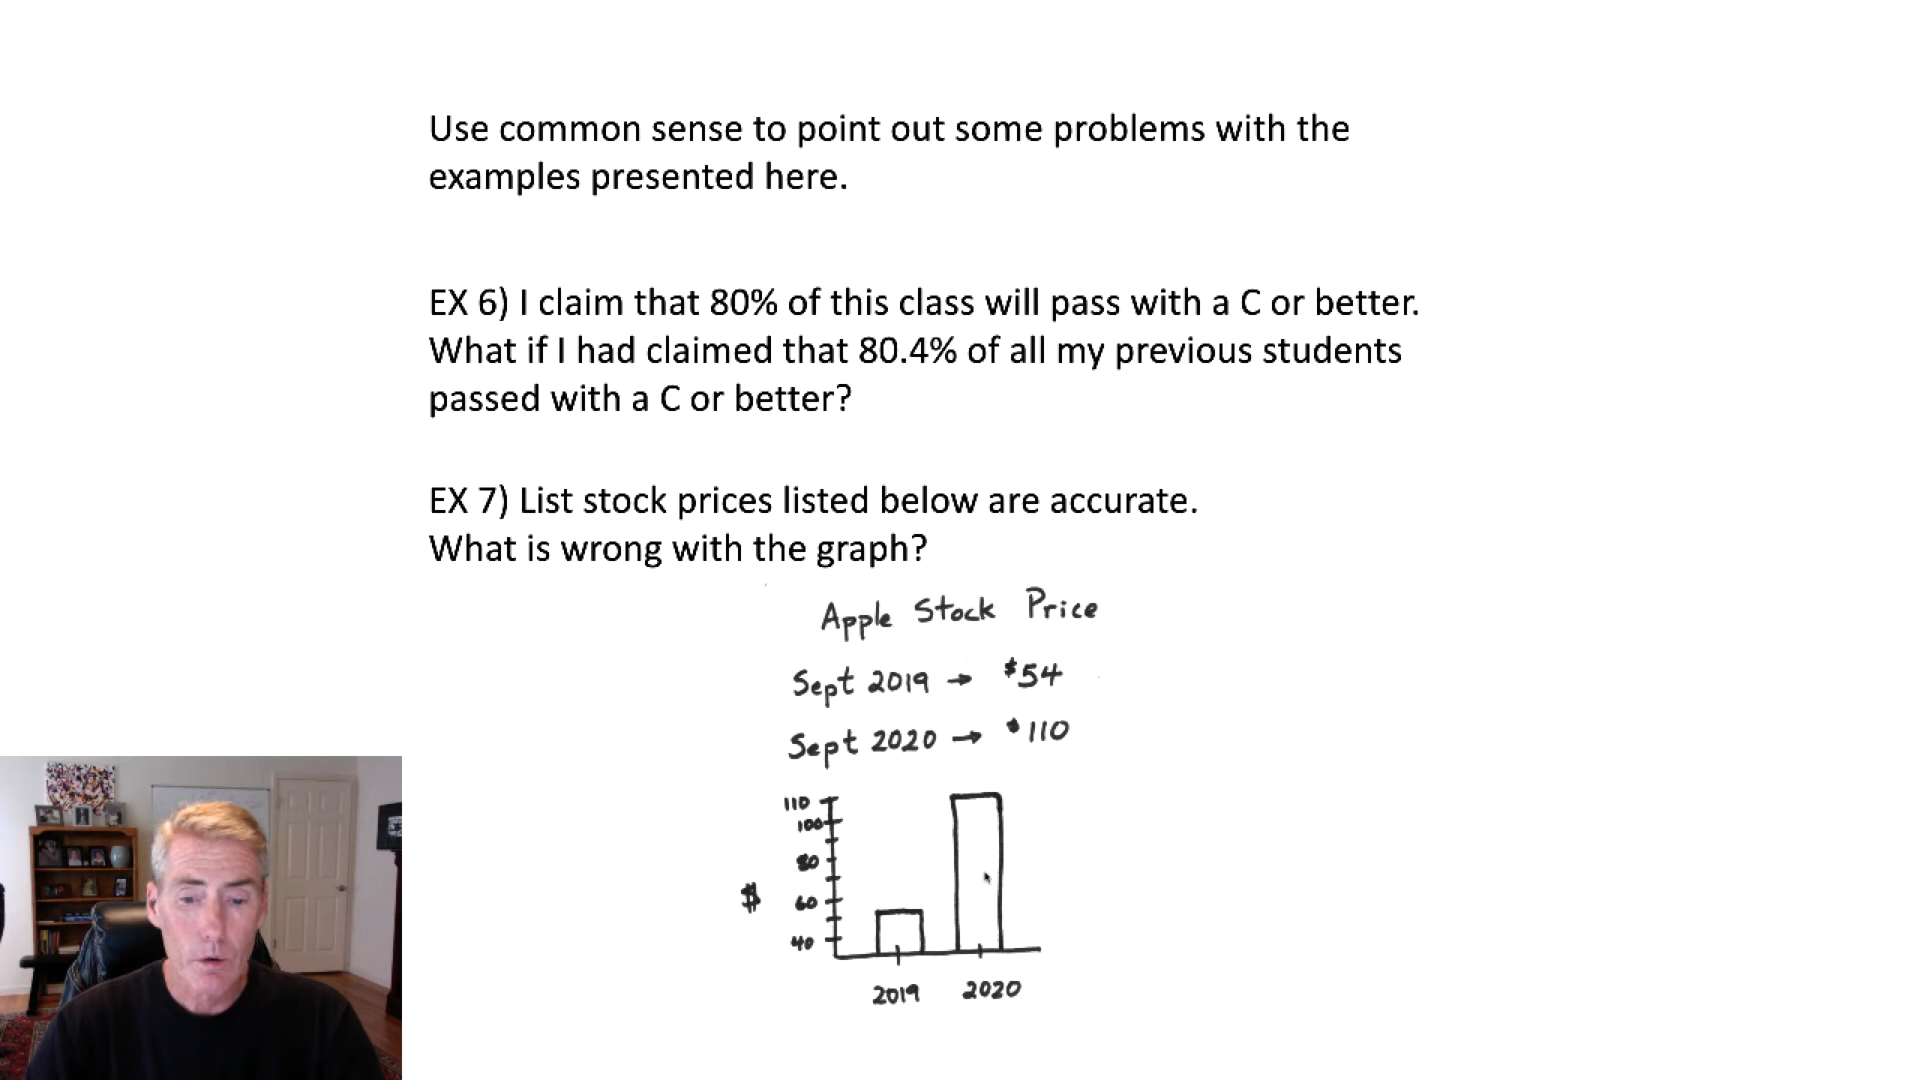 Use common sense to point out some problems with the
examples presented here.
EX 6) I claim that 80% of this class will pass with a C or better.
What if I had claimed that 80.4% of all my previous students
passed with a C or better?
EX 7) List stock prices listed below are accurate.
What is wrong with the graph?
Apple Stock Price
Sept 2019 → $54
Sept 2020 → $110
110
100
80
$ 60
40
2019 2020